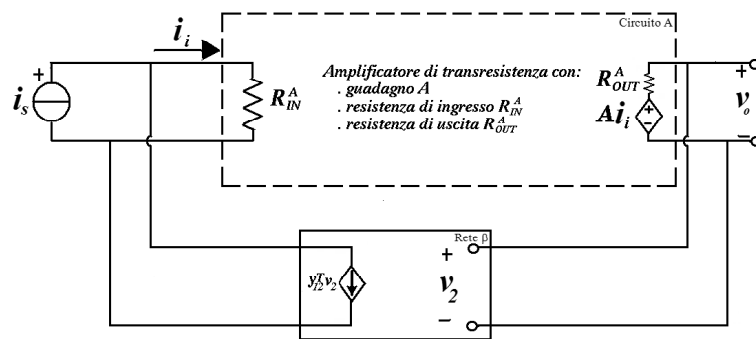 Circuito A
i_i
+
i_s
R_IN^A
Amplificatore di transresistenza con:
. guadagno A
. resistenza di ingresso R_IN^A
. resistenza di uscita R_OUT^A
R_OUT^A
Ai_i
+
−
+
v_o
−
Rete β
y_12^T v_2
+
v_2
−